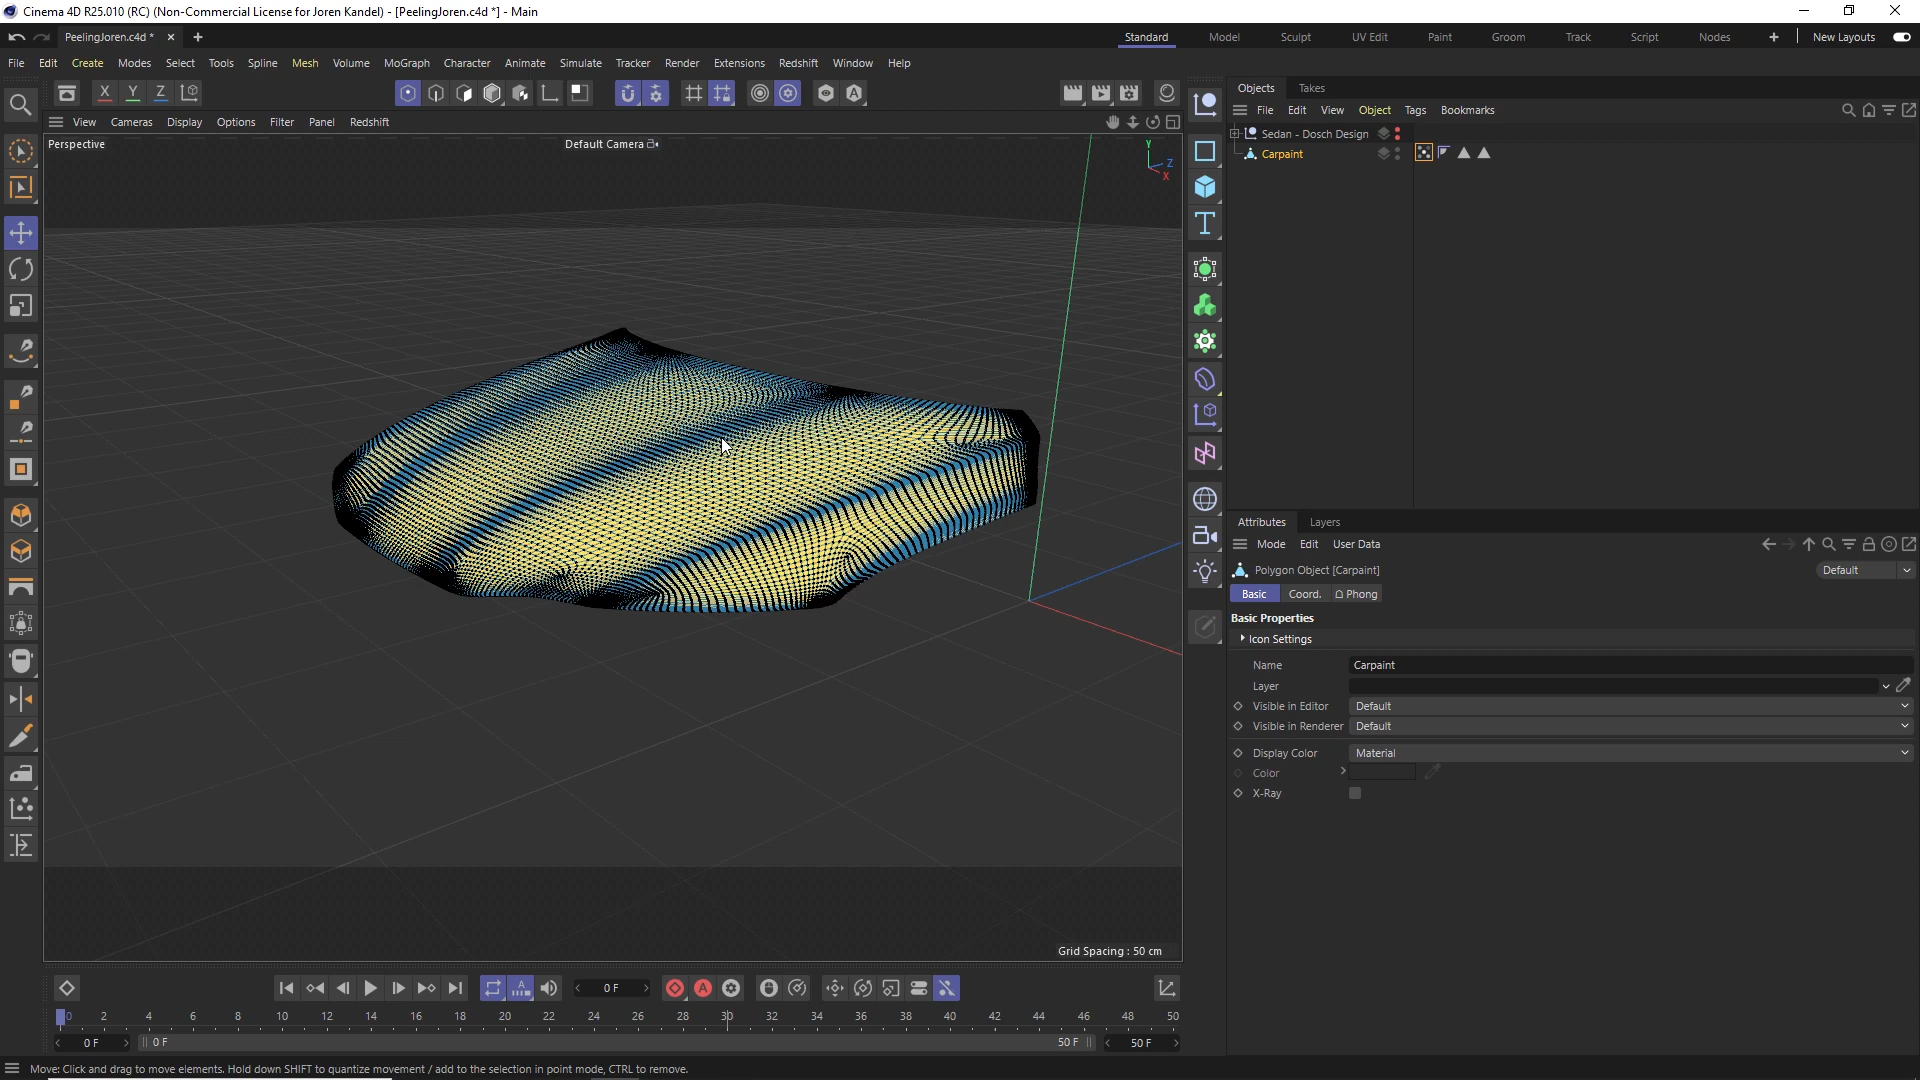 Cinema 4D R25.010 (RC) (Non-Commercial License for Joren Kandel) - [PeelingJoren.c4d *] - Main
PeelingJoren.c4d * × +
Standard Model Sculpt UV Edit Paint Groom Track Script Nodes + New Layouts
File Edit Create Modes Select Tools Spline Mesh Volume MoGraph Character Animate Simulate Tracker Render Extensions Redshift Window Help
X Y Z
Objects Takes
File Edit View Object Tags Bookmarks
View Cameras Display Options Filter Panel Redshift
Perspective
Default Camera
Y
Z
X
Sedan - Dosch Design
Carpaint
Attributes Layers
Mode Edit User Data
Polygon Object [Carpaint]
Default
Basic Coord. Phong
Basic Properties
Icon Settings
Name Carpaint
Layer
Visible in Editor Default
Visible in Renderer Default
Display Color Material
Color
X-Ray
Grid Spacing : 50 cm
0 F
0 2 4 6 8 10 12 14 16 18 20 22 24 26 28 30 32 34 36 38 40 42 44 46 48 50
0 F 0 F 50 F 50 F
Move: Click and drag to move elements. Hold down SHIFT to quantize movement / add to the selection in point mode, CTRL to remove.